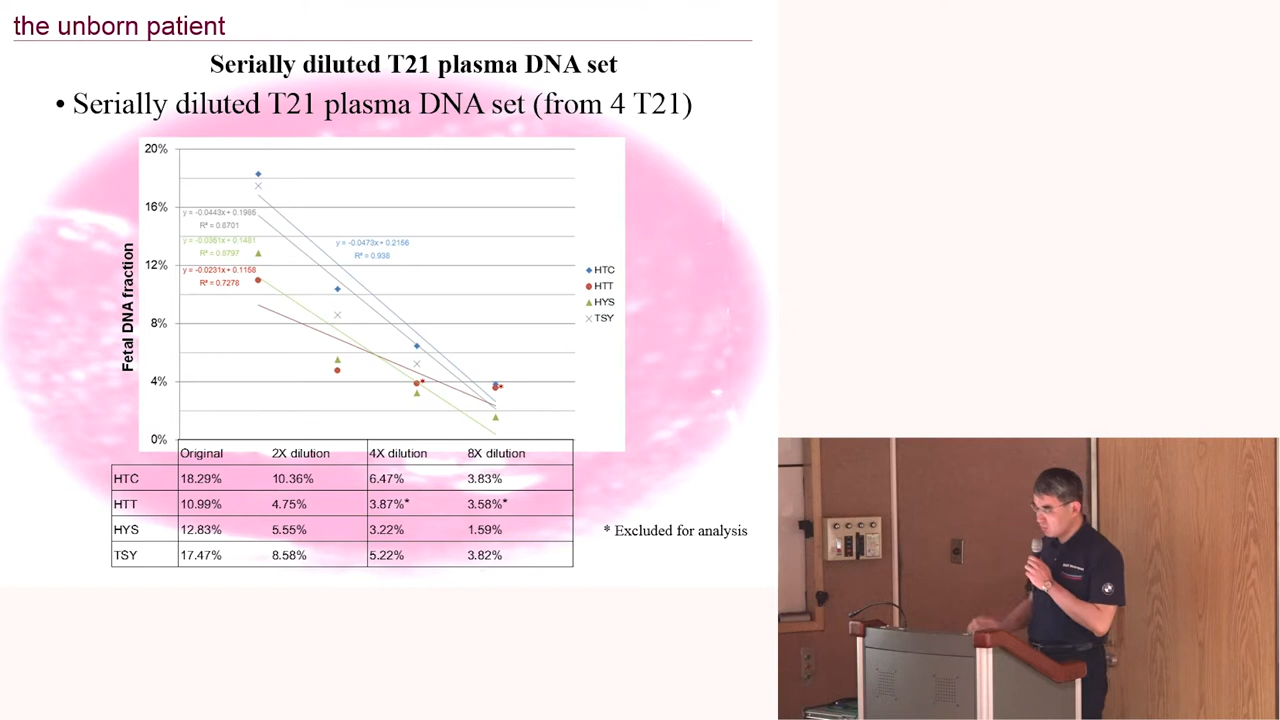 the unborn patient
Serially diluted T21 plasma DNA set
• Serially diluted T21 plasma DNA set (from 4 T21)
20%
16%
12%
8%
4%
0%
Fetal DNA fraction
y = -0.0443x + 0.1985
R² = 0.8701
y = -0.0361x + 0.1481
R² = 0.8797
y = -0.0231x + 0.1158
R² = 0.7278
y = -0.0473x + 0.2156
R² = 0.938
HTC
HTT
HYS
TSY
Original 2X dilution 4X dilution 8X dilution
HTC 18.29% 10.36% 6.47% 3.83%
HTT 10.99% 4.75% 3.87%* 3.58%*
HYS 12.83% 5.55% 3.22% 1.59%
TSY 17.47% 8.58% 5.22% 3.82%
* Excluded for analysis